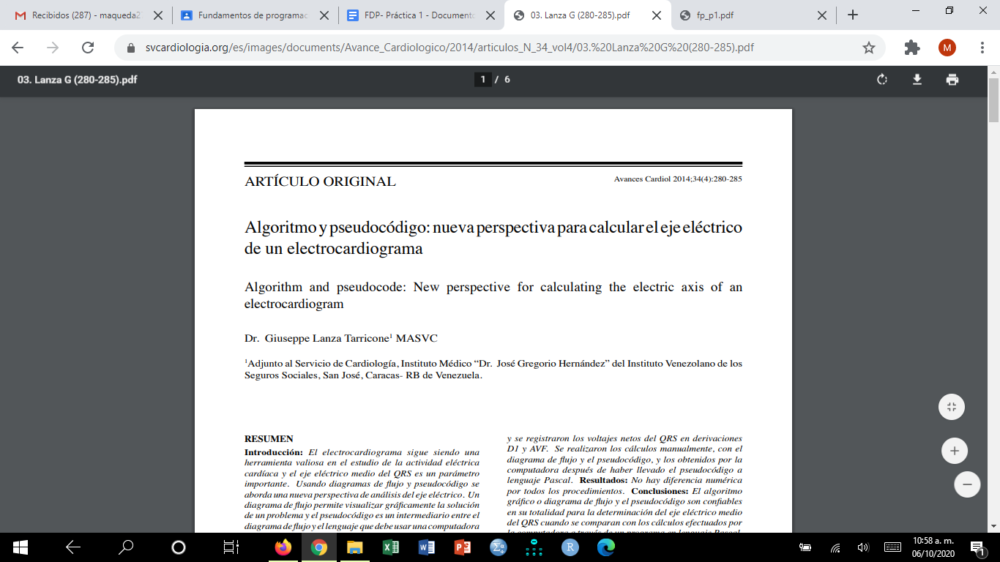 Recibidos (287) - maqueda2
Fundamentos de programac
FDP- Práctica 1 - Documento
03. Lanza G (280-285).pdf
fp_p1.pdf
svcardiologia.org/es/images/documents/Avance_Cardiologico/2014/articulos_N_34_vol4/03.%20Lanza%20G%20(280-285).pdf
M
03. Lanza G (280-285).pdf
1 / 6
ARTÍCULO ORIGINAL
Avances Cardiol 2014;34(4):280-285
Algoritmo y pseudocódigo: nueva perspectiva para calcular el eje eléctrico
de un electrocardiograma
Algorithm and pseudocode: New perspective for calculating the electric axis of an
electrocardiogram
Dr. Giuseppe Lanza Tarricone1 MASVC
1Adjunto al Servicio de Cardiología, Instituto Médico “Dr. José Gregorio Hernández” del Instituto Venezolano de los
Seguros Sociales, San José, Caracas- RB de Venezuela.
RESUMEN
Introducción: El electrocardiograma sigue siendo una
herramienta valiosa en el estudio de la actividad eléctrica
cardíaca y el eje eléctrico medio del QRS es un parámetro
importante. Usando diagramas de flujo y pseudocódigo se
aborda una nueva perspectiva de análisis del eje eléctrico. Un
diagrama de flujo permite visualizar gráficamente la solución
de un problema y el pseudocódigo es un intermediario entre el
diagrama de flujo y el lenguaje que debe usar una computadora
y se registraron los voltajes netos del QRS en derivaciones
D1 y AVF. Se realizaron los cálculos manualmente, con el
diagrama de flujo y el pseudocódigo, y los obtenidos por la
computadora después de haber llevado el pseudocódigo a
lenguaje Pascal. Resultados: No hay diferencia numérica
por todos los procedimientos. Conclusiones: El algoritmo
gráfico o diagrama de flujo y el pseudocódigo son confiables
en su totalidad para la determinación del eje eléctrico medio
del QRS cuando se comparan con los cálculos efectuados por
la computadora a través de un programa en lenguaje Pascal.
10:58 a. m.
06/10/2020
1